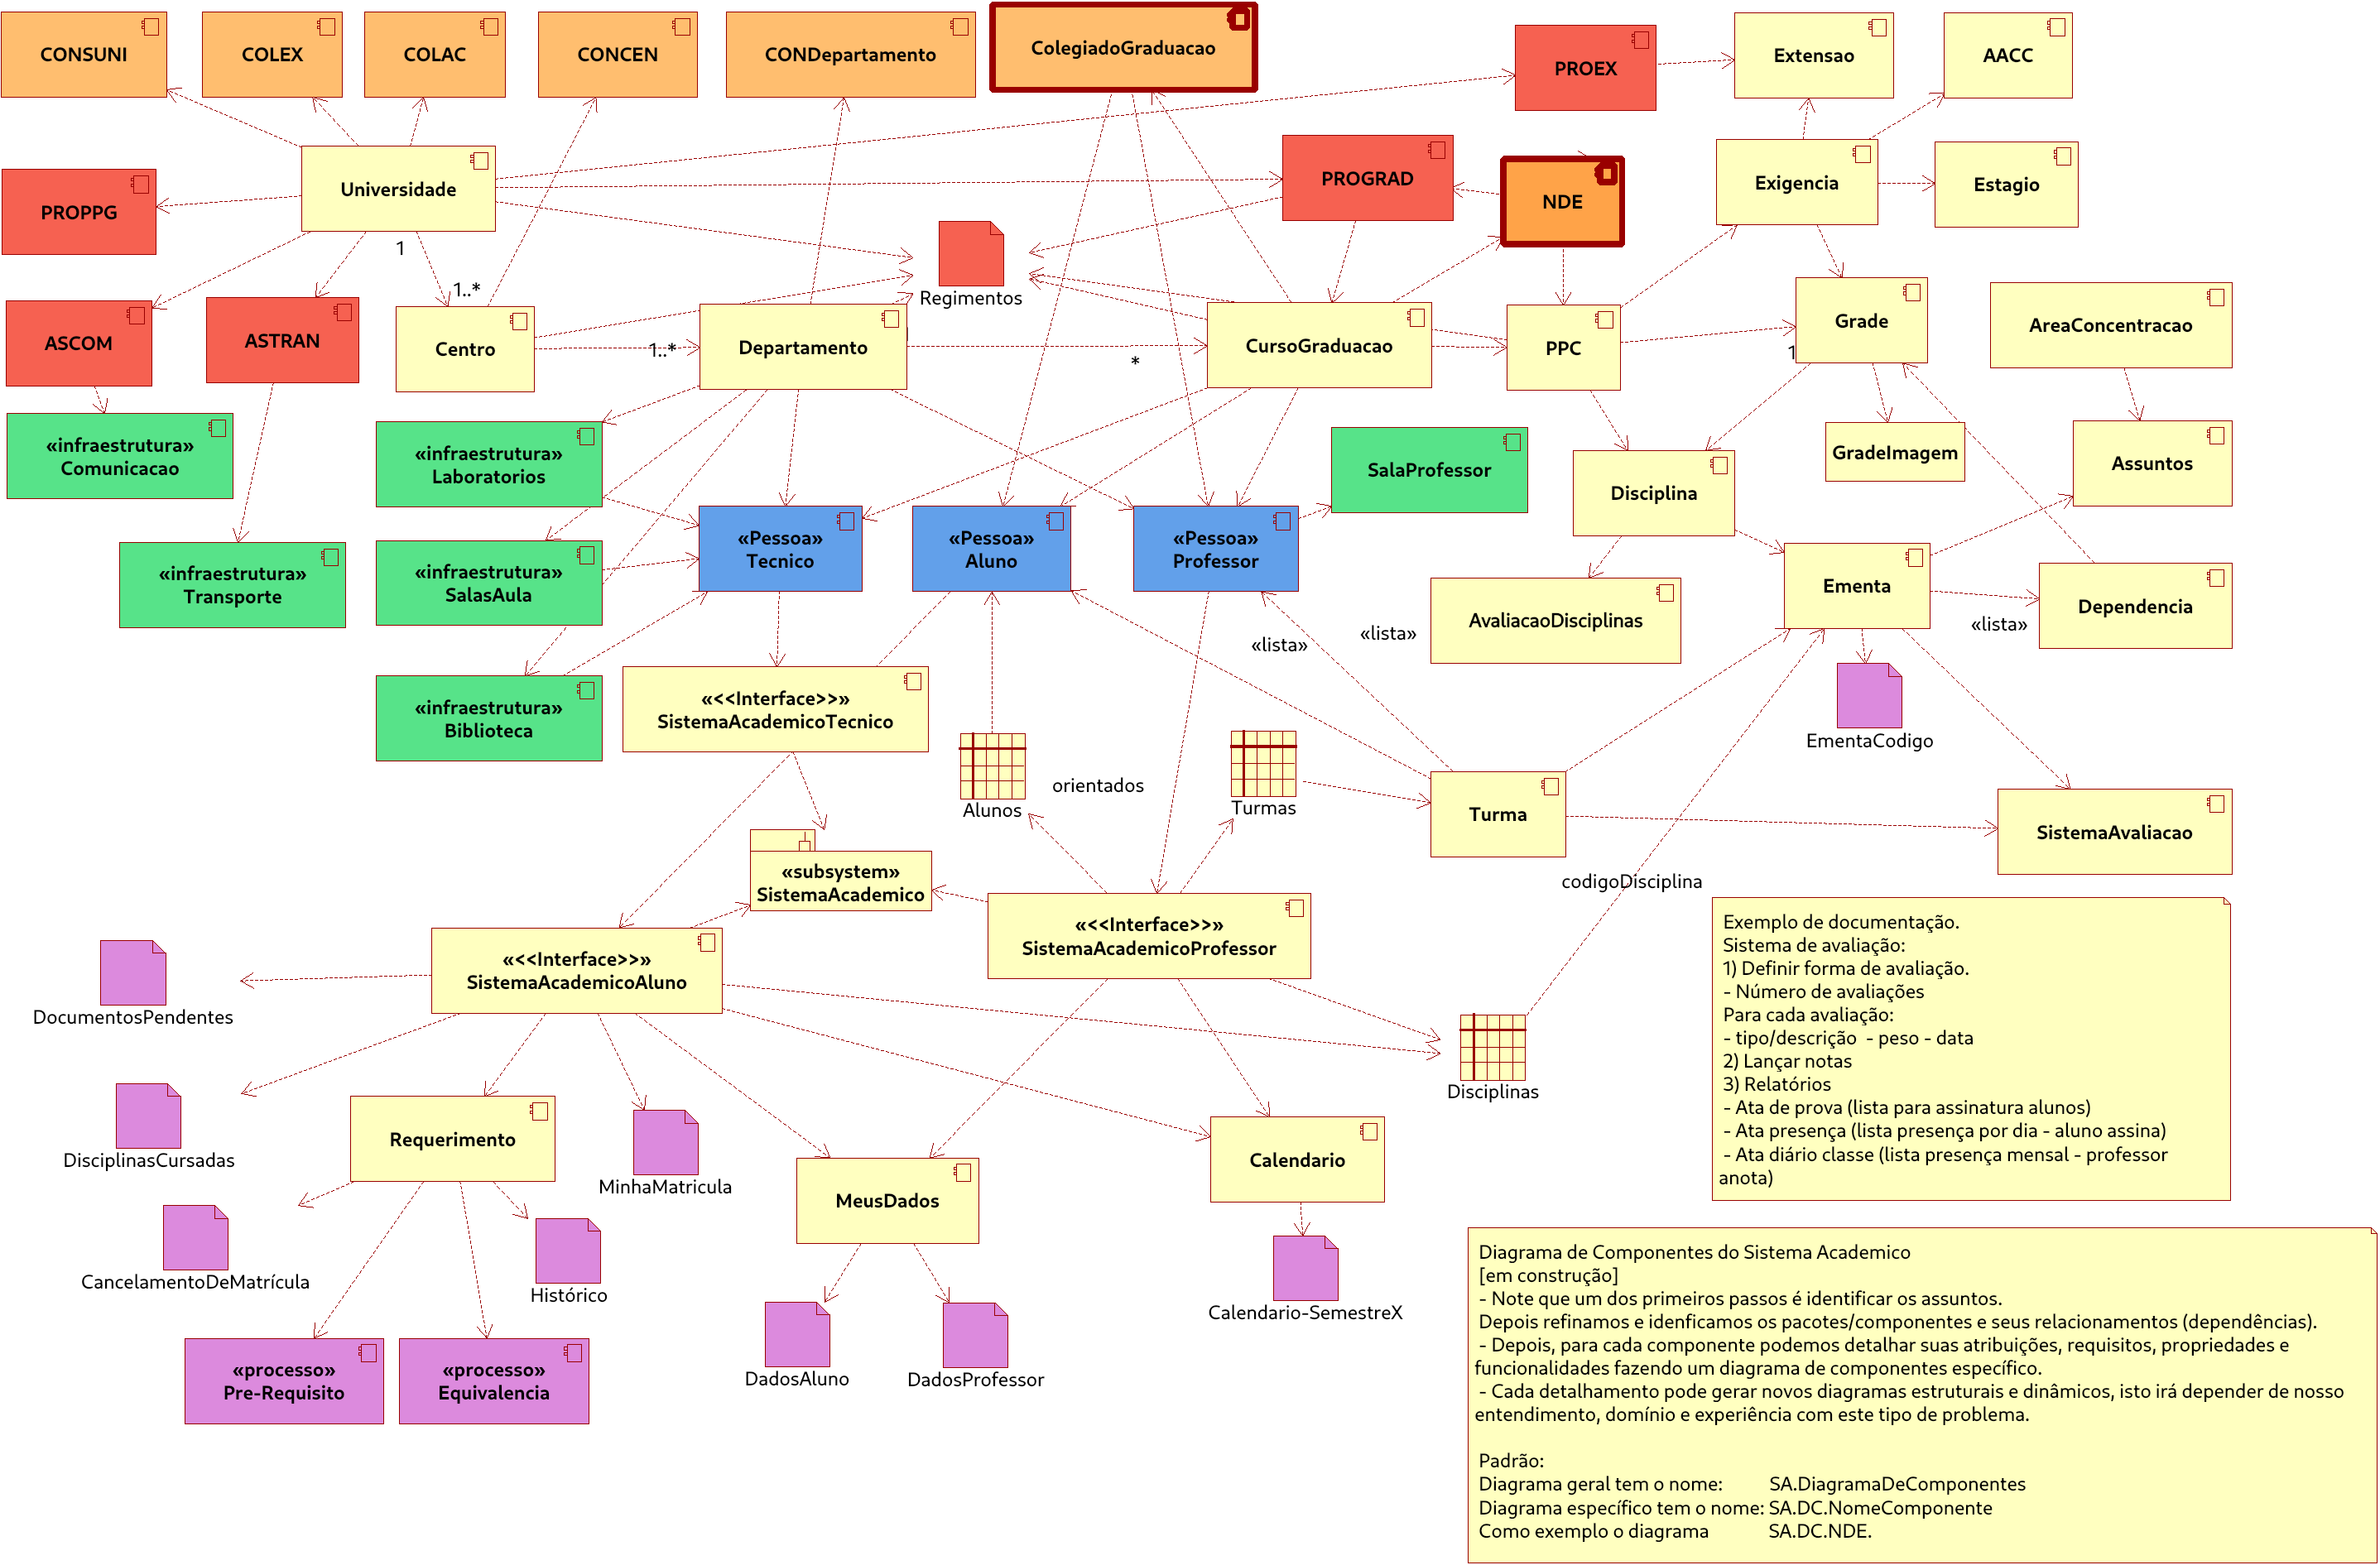 CONSUNI
COLEX
COLAC
CONCEN
CONDepartamento
ColegiadoGraduacao
PROEX
Extensao
AACC
Universidade
PROPPG
PROGRAD
NDE
Exigencia
Estagio
1
1..*
Regimentos
ASCOM
ASTRAN
Centro
1..*
Departamento
*
CursoGraduacao
PPC
1
Grade
AreaConcentracao
«infraestrutura»
Comunicacao
«infraestrutura»
Laboratorios
SalaProfessor
Disciplina
GradeImagem
Assuntos
«infraestrutura»
Transporte
«infraestrutura»
SalasAula
«Pessoa»
Tecnico
«Pessoa»
Aluno
«Pessoa»
Professor
AvaliacaoDisciplinas
Ementa
«lista»
Dependencia
«lista»
«lista»
«infraestrutura»
Biblioteca
«<<Interface>>»
SistemaAcademicoTecnico
EmentaCodigo
Alunos
orientados
Turmas
Turma
SistemaAvaliacao
«subsystem»
SistemaAcademico
codigoDisciplina
«<<Interface>>»
SistemaAcademicoProfessor
«<<Interface>>»
SistemaAcademicoAluno
DocumentosPendentes
Exemplo de documentação.
Sistema de avaliação:
1) Definir forma de avaliação.
- Número de avaliações
Para cada avaliação:
- tipo/descrição - peso - data
2) Lançar notas
3) Relatórios
- Ata de prova (lista para assinatura alunos)
- Ata presença (lista presença por dia - aluno assina)
- Ata diário classe (lista presença mensal - professor
anota)
Disciplinas
DisciplinasCursadas
Requerimento
MinhaMatricula
MeusDados
Calendario
CancelamentoDeMatrícula
Histórico
Calendario-SemestreX
DadosAluno
DadosProfessor
«processo»
Pre-Requisito
«processo»
Equivalencia
Diagrama de Componentes do Sistema Academico
[em construção]
- Note que um dos primeiros passos é identificar os assuntos.
Depois refinamos e idenficamos os pacotes/componentes e seus relacionamentos (dependências).
- Depois, para cada componente podemos detalhar suas atribuições, requisitos, propriedades e
funcionalidades fazendo um diagrama de componentes específico.
- Cada detalhamento pode gerar novos diagramas estruturais e dinâmicos, isto irá depender de nosso
entendimento, domínio e experiência com este tipo de problema.
Padrão:
Diagrama geral tem o nome: SA.DiagramaDeComponentes
Diagrama específico tem o nome: SA.DC.NomeComponente
Como exemplo o diagrama SA.DC.NDE.